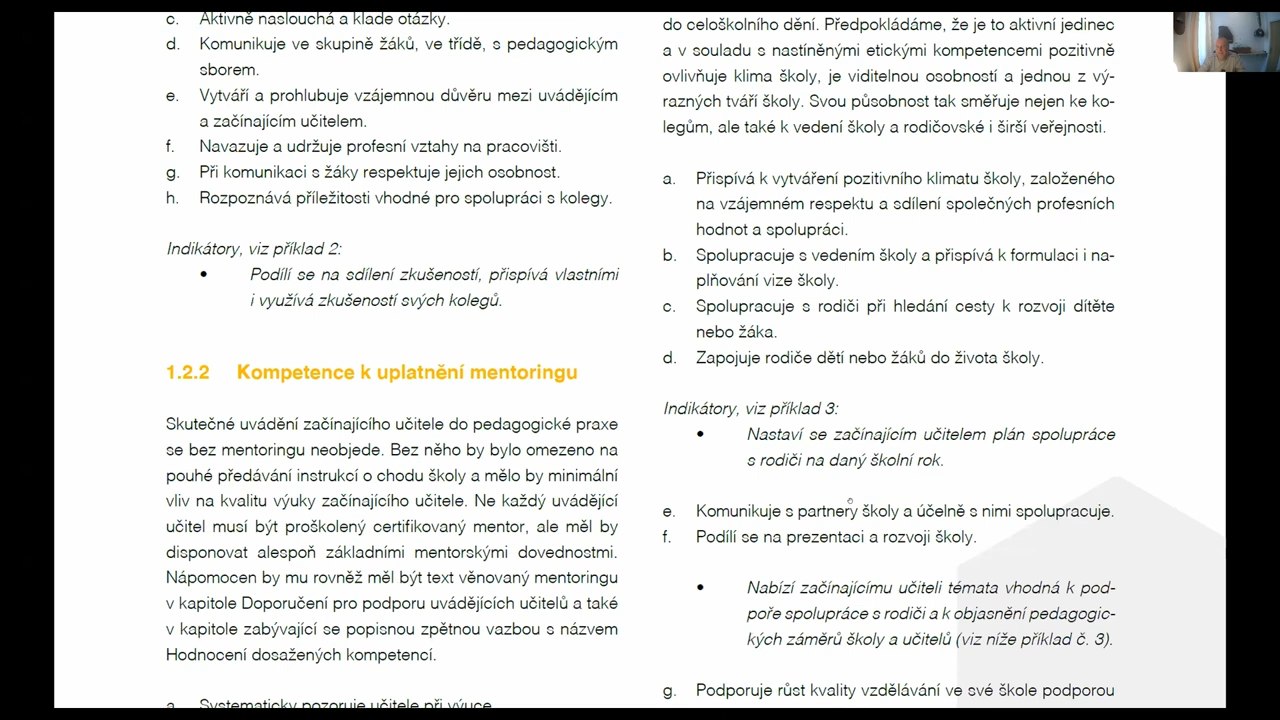 c. Aktivně naslouchá a klade otázky.
d. Komunikuje ve skupině žáků, ve třídě, s pedagogickým
sborem.
e. Vytváří a prohlubuje vzájemnou důvěru mezi uvádějícím
a začínajícím učitelem.
f. Navazuje a udržuje profesní vztahy na pracovišti.
g. Při komunikaci s žáky respektuje jejich osobnost.
h. Rozpoznává příležitosti vhodné pro spolupráci s kolegy.
Indikátory, viz příklad 2:
• Podílí se na sdílení zkušeností, přispívá vlastními
i využívá zkušeností svých kolegů.
1.2.2 Kompetence k uplatnění mentoringu
Skutečné uvádění začínajícího učitele do pedagogické praxe
se bez mentoringu neobjede. Bez něho by bylo omezeno na
pouhé předávání instrukcí o chodu školy a mělo by minimální
vliv na kvalitu výuky začínajícího učitele. Ne každý uvádějící
učitel musí být proškolený certifikovaný mentor, ale měl by
disponovat alespoň základními mentorskými dovednostmi.
Nápomocen by mu rovněž měl být text věnovaný mentoringu
v kapitole Doporučení pro podporu uvádějících učitelů a také
v kapitole zabývající se popisnou zpětnou vazbou s názvem
Hodnocení dosažených kompetencí.
a. Systematicky pozoruje učitele při výuce.
do celoškolního dění. Předpokládáme, že je to aktivní jedinec
a v souladu s nastíněnými etickými kompetencemi pozitivně
ovlivňuje klima školy, je viditelnou osobností a jednou z vý-
razných tváří školy. Svou působnost tak směřuje nejen ke ko-
legům, ale také k vedení školy a rodičovské i širší veřejnosti.
a. Přispívá k vytváření pozitivního klimatu školy, založeného
na vzájemném respektu a sdílení společných profesních
hodnot a spolupráci.
b. Spolupracuje s vedením školy a přispívá k formulaci i na-
plňování vize školy.
c. Spolupracuje s rodiči při hledání cesty k rozvoji dítěte
nebo žáka.
d. Zapojuje rodiče dětí nebo žáků do života školy.
Indikátory, viz příklad 3:
• Nastaví se začínajícím učitelem plán spolupráce
s rodiči na daný školní rok.
e. Komunikuje s partnery školy a účelně s nimi spolupracuje.
f. Podílí se na prezentaci a rozvoji školy.
• Nabízí začínajícímu učiteli témata vhodná k pod-
poře spolupráce s rodiči a k objasnění pedagogic-
kých záměrů školy a učitelů (viz níže příklad č. 3).
g. Podporuje růst kvality vzdělávání ve své škole podporou